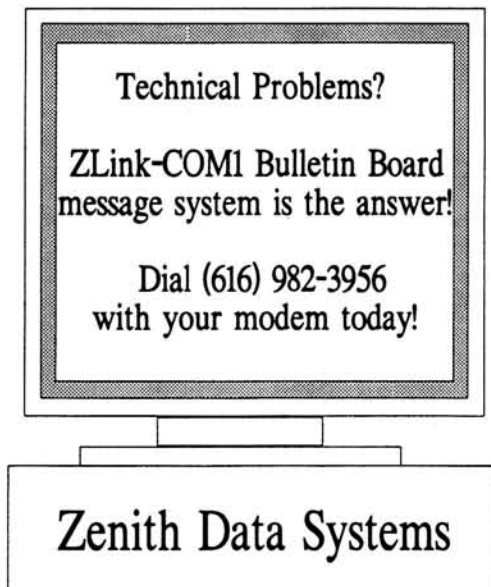 Technical Problems?
ZLink-COM1 Bulletin Board
message system is the answer!
Dial (616) 982-3956
with your modem today!
Zenith Data Systems